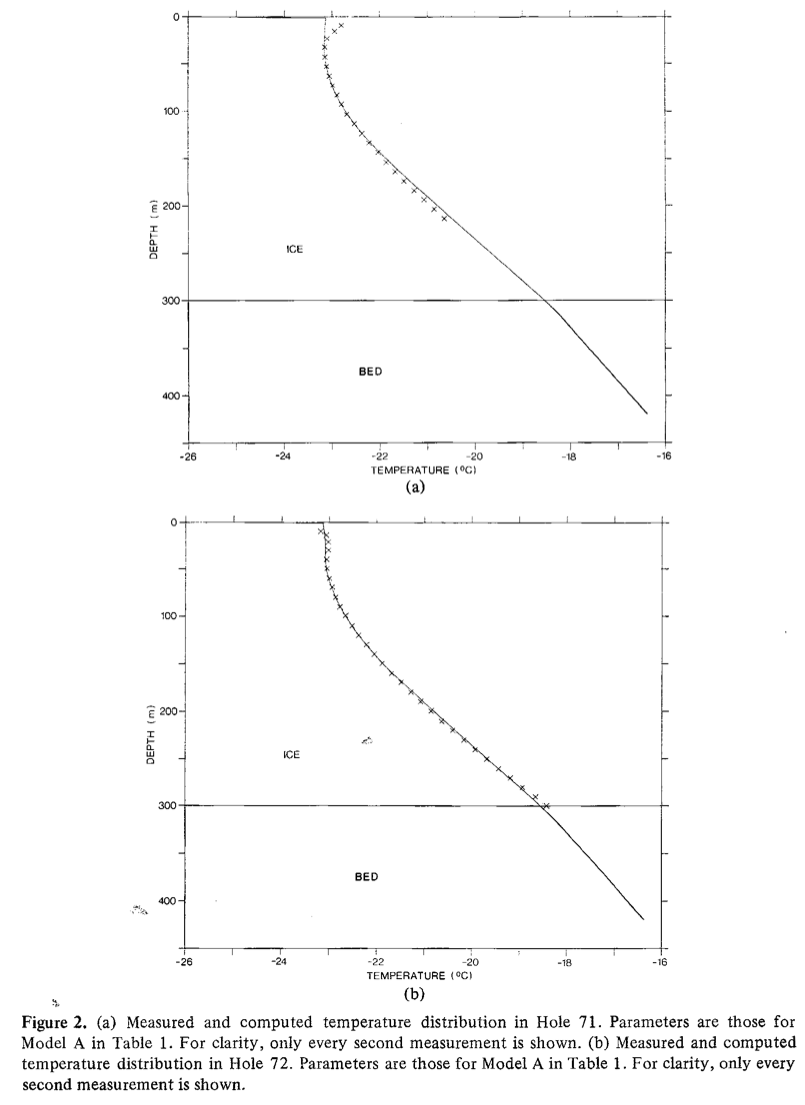 0
100
DEPTH (m)
200
ICE
300
BED
400
-26 -24 -22 -20 -18 -16
TEMPERATURE (ºC)
(a)
0
100
DEPTH (m)
200
ICE
300
BED
400
-26 -24 -22 -20 -18 -16
TEMPERATURE (ºC)
(b)
Figure 2. (a) Measured and computed temperature distribution in Hole 71. Parameters are those for
Model A in Table 1. For clarity, only every second measurement is shown. (b) Measured and computed
temperature distribution in Hole 72. Parameters are those for Model A in Table 1. For clarity, only every
second measurement is shown.